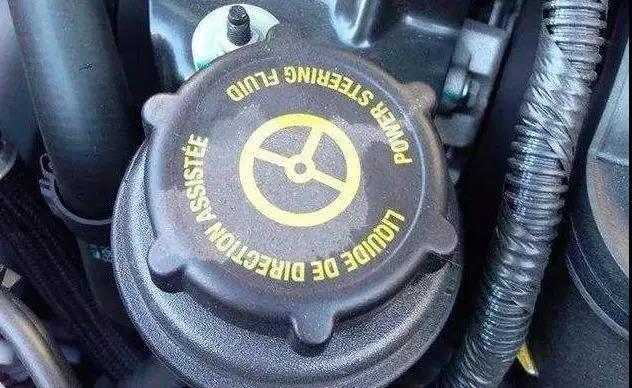 POWER STEERING FLUID
LIQUIDE DE DIRECTION ASSISTÉE